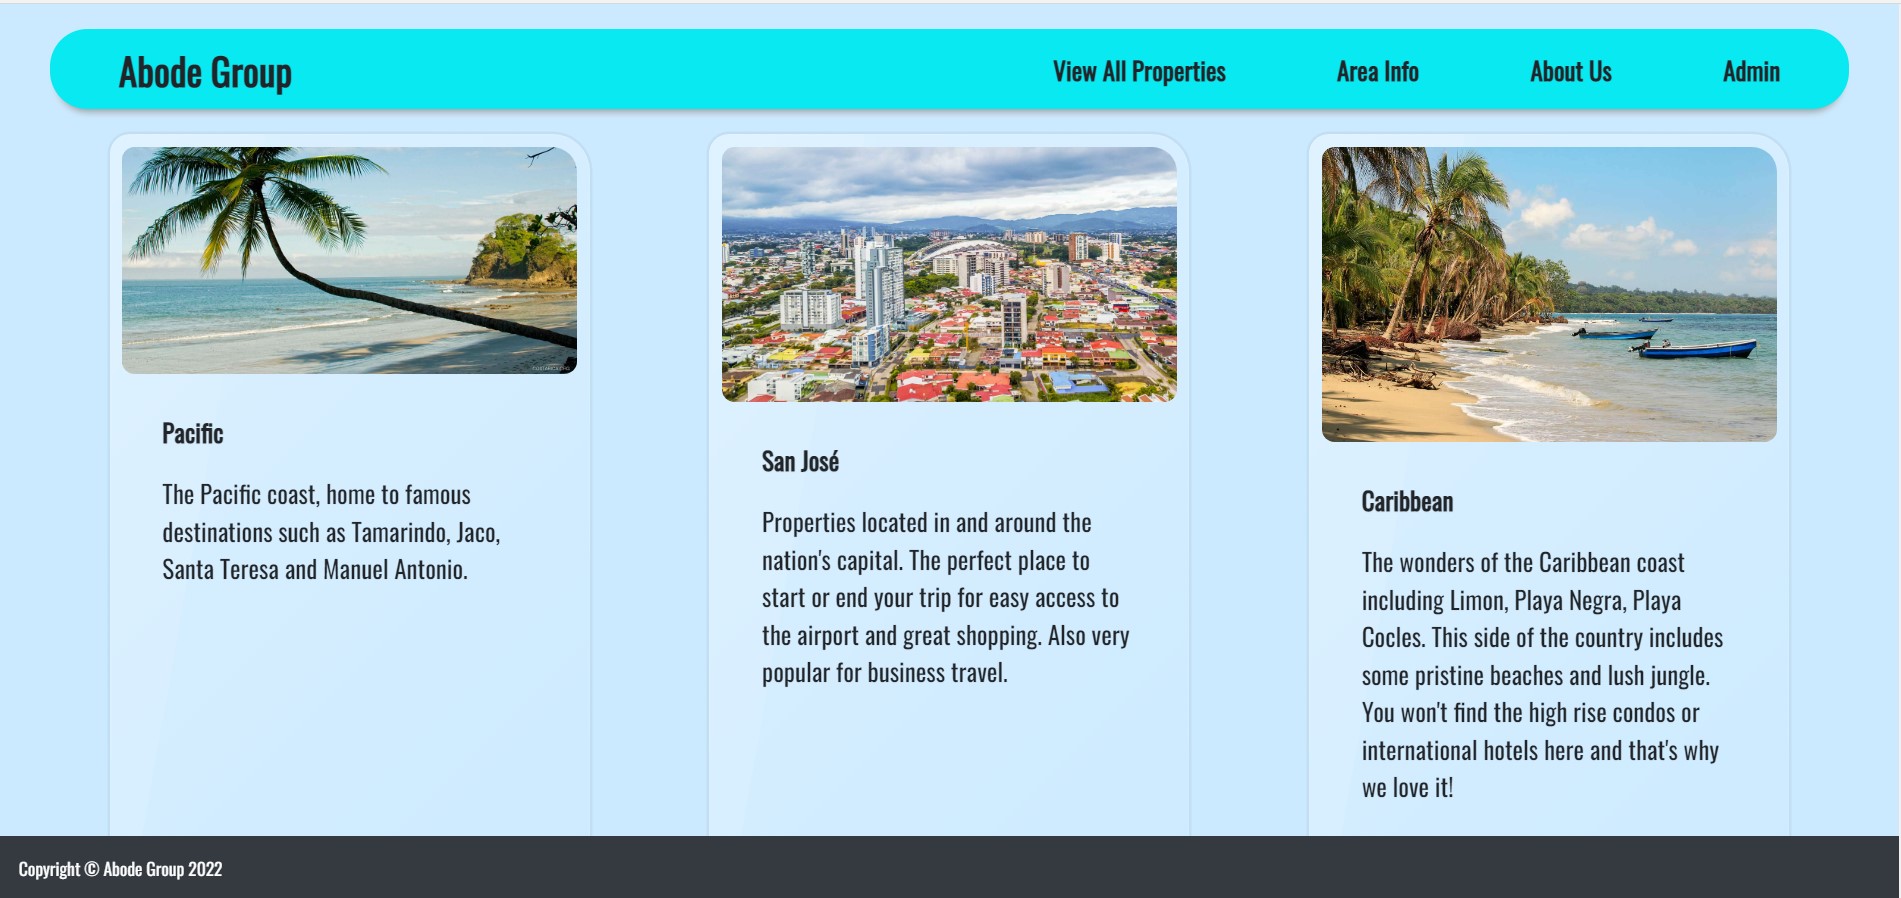 Abode Group
View All Properties
Area Info
About Us
Admin
Pacific
The Pacific coast, home to famous
destinations such as Tamarindo, Jaco,
Santa Teresa and Manuel Antonio.
San José
Properties located in and around the
nation's capital. The perfect place to
start or end your trip for easy access to
the airport and great shopping. Also very
popular for business travel.
Caribbean
The wonders of the Caribbean coast
including Limon, Playa Negra, Playa
Cocles. This side of the country includes
some pristine beaches and lush jungle.
You won't find the high rise condos or
international hotels here and that's why
we love it!
Copyright © Abode Group 2022